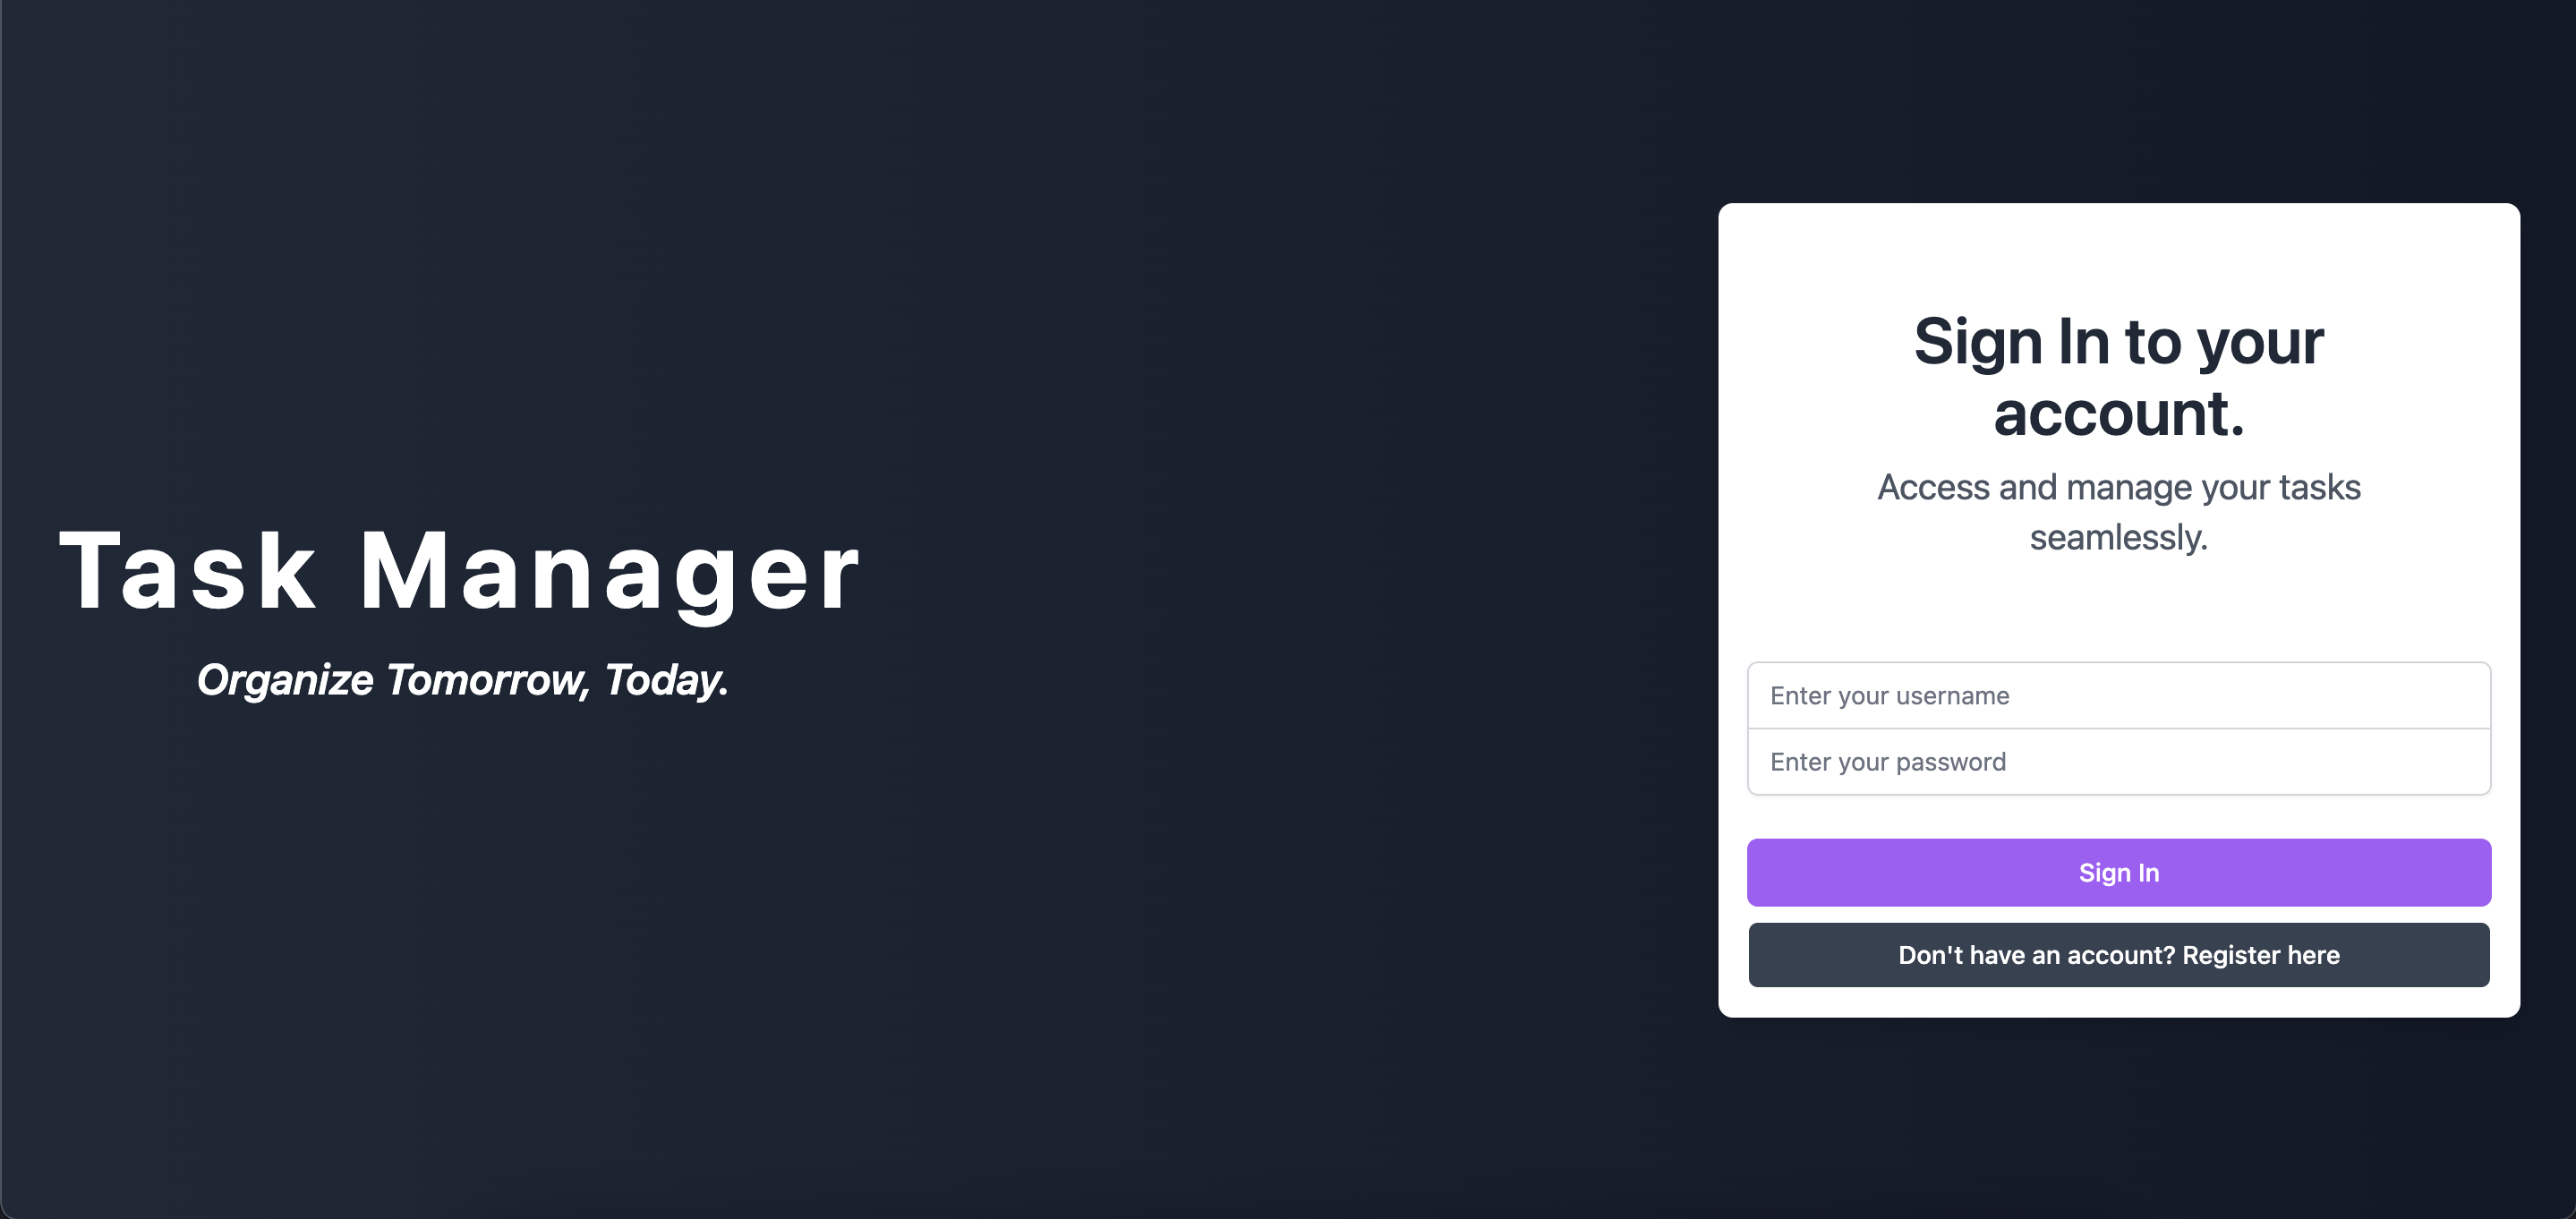 Task Manager
Organize Tomorrow, Today.
Sign In to your
account.
Access and manage your tasks
seamlessly.
Enter your username
Enter your password
Sign In
Don't have an account? Register here